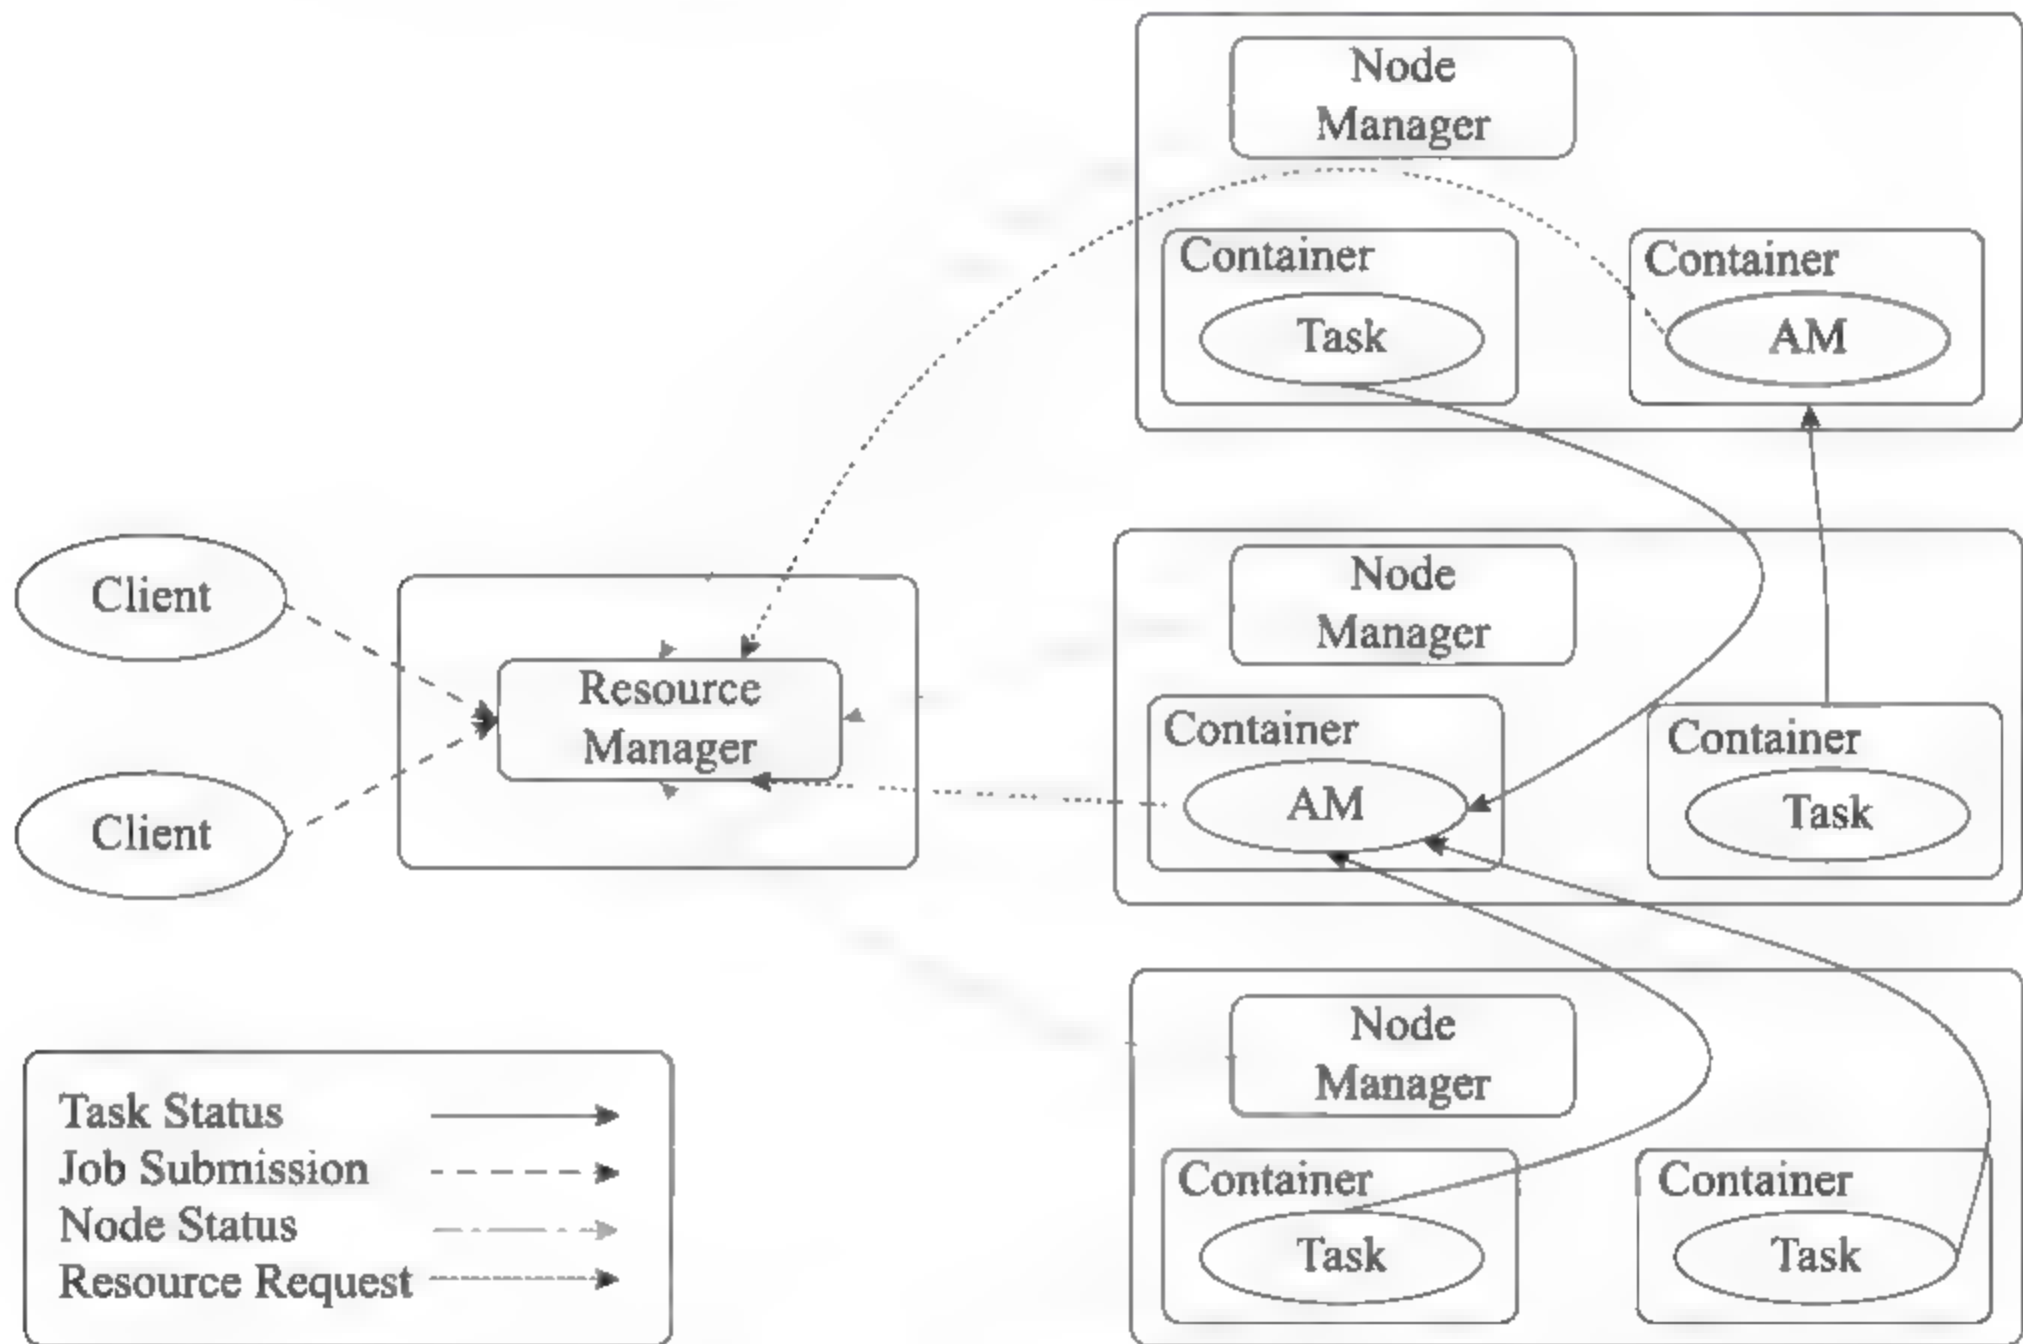 Node
Manager
Container
Task
Container
AM
Client
Client
Resource
Manager
Node
Manager
Container
AM
Container
Task
Node
Manager
Container
Task
Container
Task
Task Status
Job Submission
Node Status
Resource Request